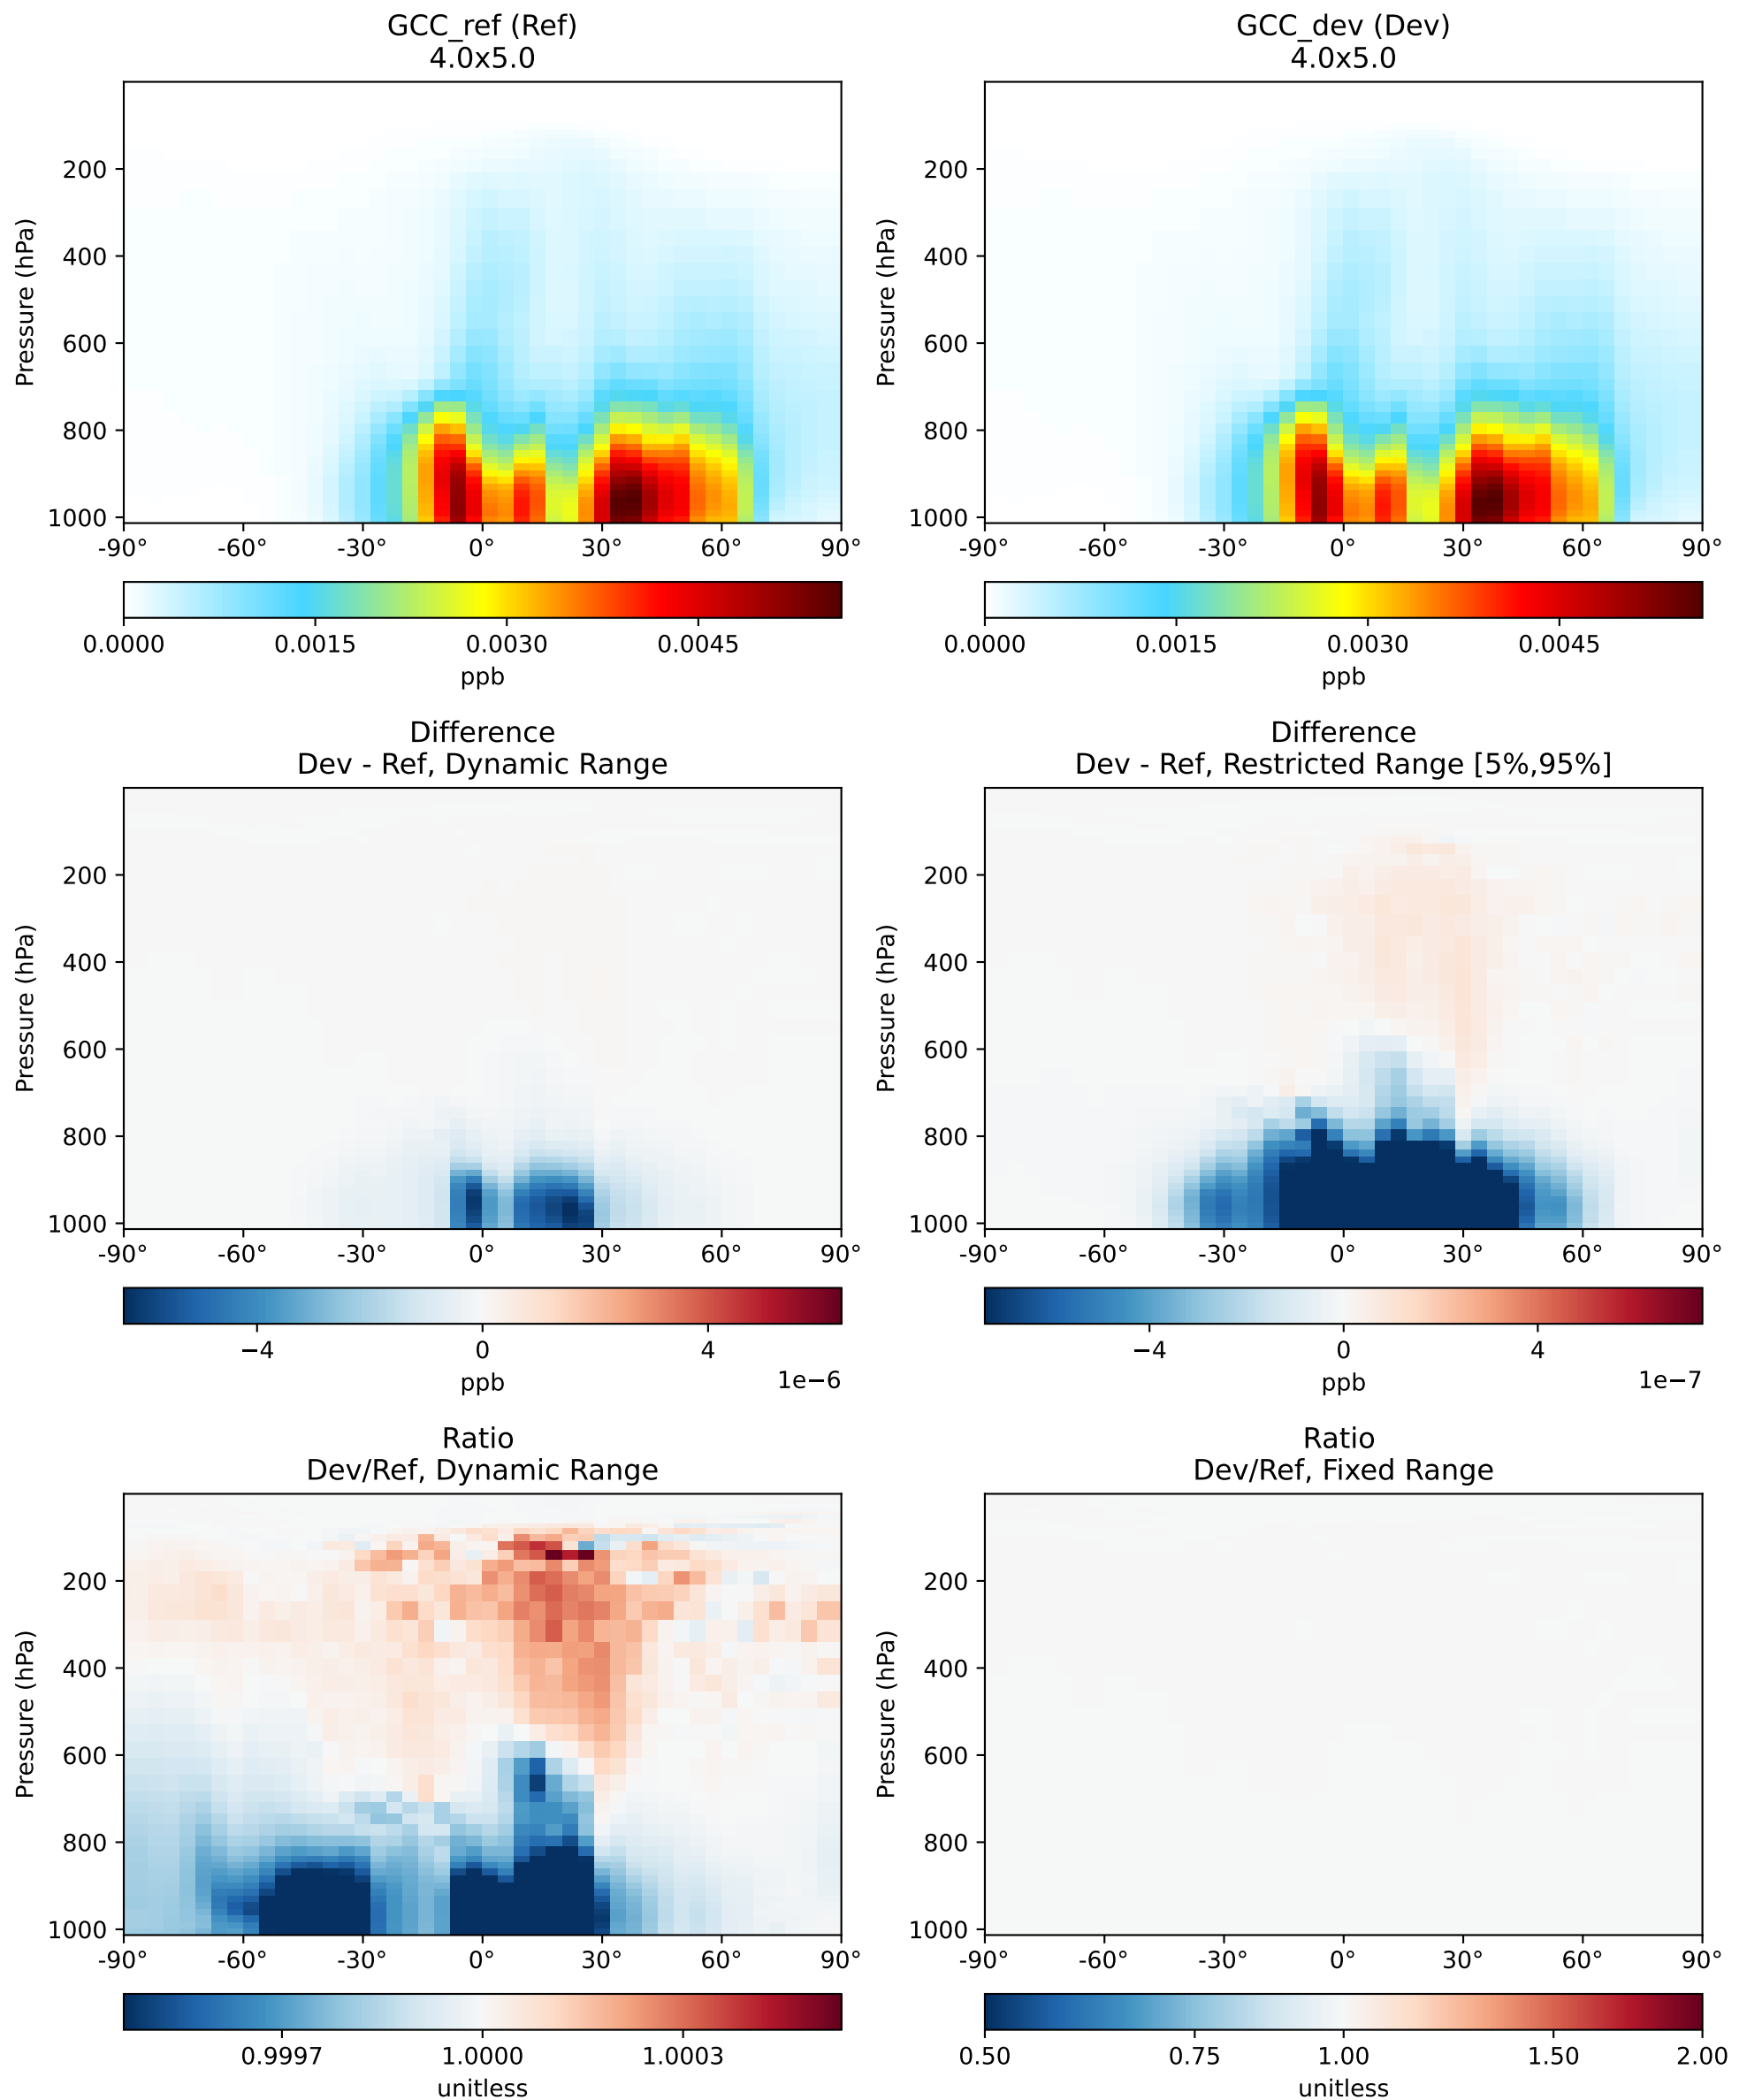 GCC_ref (Ref)
4.0x5.0
GCC_dev (Dev)
4.0x5.0
Pressure (hPa)
200
400
600
800
1000
-90° -60° -30° 0° 30° 60° 90°
0.0000 0.0015 0.0030 0.0045
ppb
Pressure (hPa)
200
400
600
800
1000
-90° -60° -30° 0° 30° 60° 90°
0.0000 0.0015 0.0030 0.0045
ppb
Difference
Dev - Ref, Dynamic Range
Pressure (hPa)
200
400
600
800
1000
-90° -60° -30° 0° 30° 60° 90°
−4 0 4
ppb 1e−6
Difference
Dev - Ref, Restricted Range [5%,95%]
Pressure (hPa)
200
400
600
800
1000
-90° -60° -30° 0° 30° 60° 90°
−4 0 4
ppb 1e−7
Ratio
Dev/Ref, Dynamic Range
Pressure (hPa)
200
400
600
800
1000
-90° -60° -30° 0° 30° 60° 90°
0.9997 1.0000 1.0003
unitless
Ratio
Dev/Ref, Fixed Range
Pressure (hPa)
200
400
600
800
1000
-90° -60° -30° 0° 30° 60° 90°
0.50 0.75 1.00 1.50 2.00
unitless